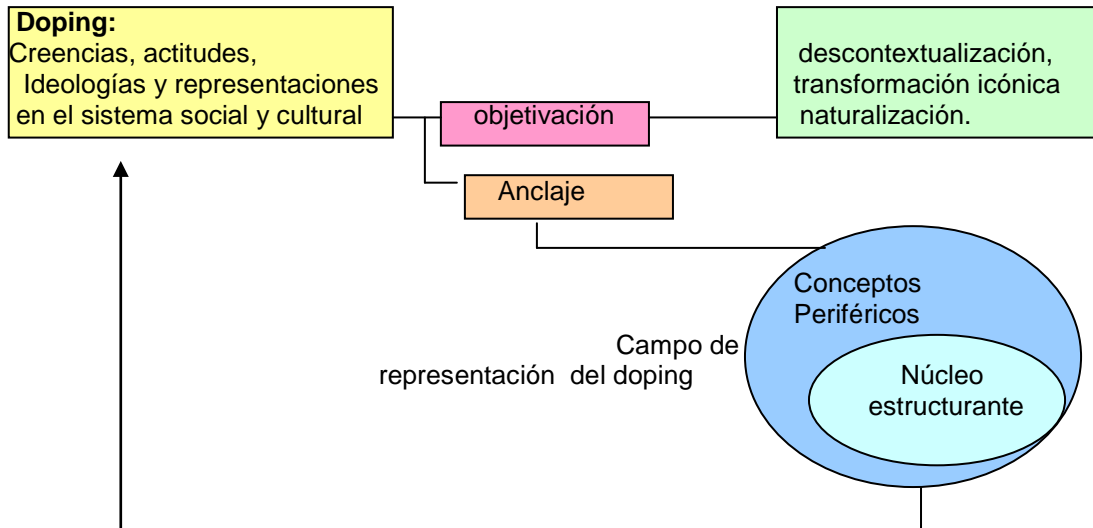 Doping:
Creencias, actitudes,
Ideologías y representaciones
en el sistema social y cultural
objetivación
descontextualización,
transformación icónica
naturalización.
Anclaje
Conceptos
Periféricos
Campo de
representación del doping
Núcleo
estructurante